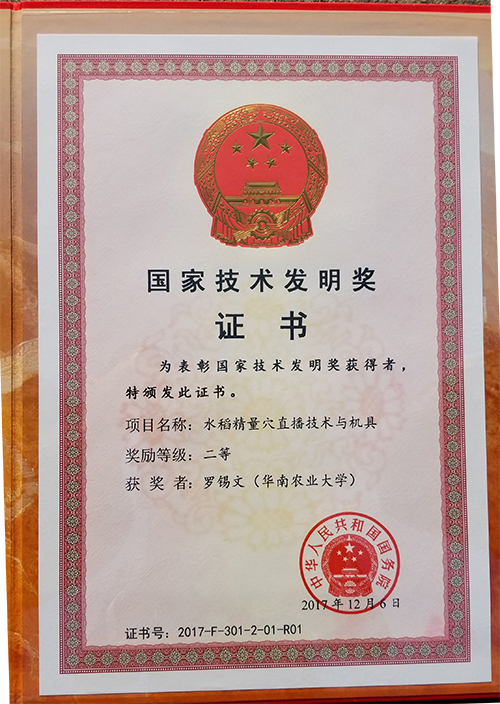 国家技术发明奖
证书
为表彰国家技术发明奖获得者，
特颁发此证书。
项目名称：水稻精量穴直播技术与机具
奖励等级：二等
获奖者：罗锡文（华南农业大学）
中华人民共和国国务院
2017年12月6日
证书号：2017-F-301-2-01-R01